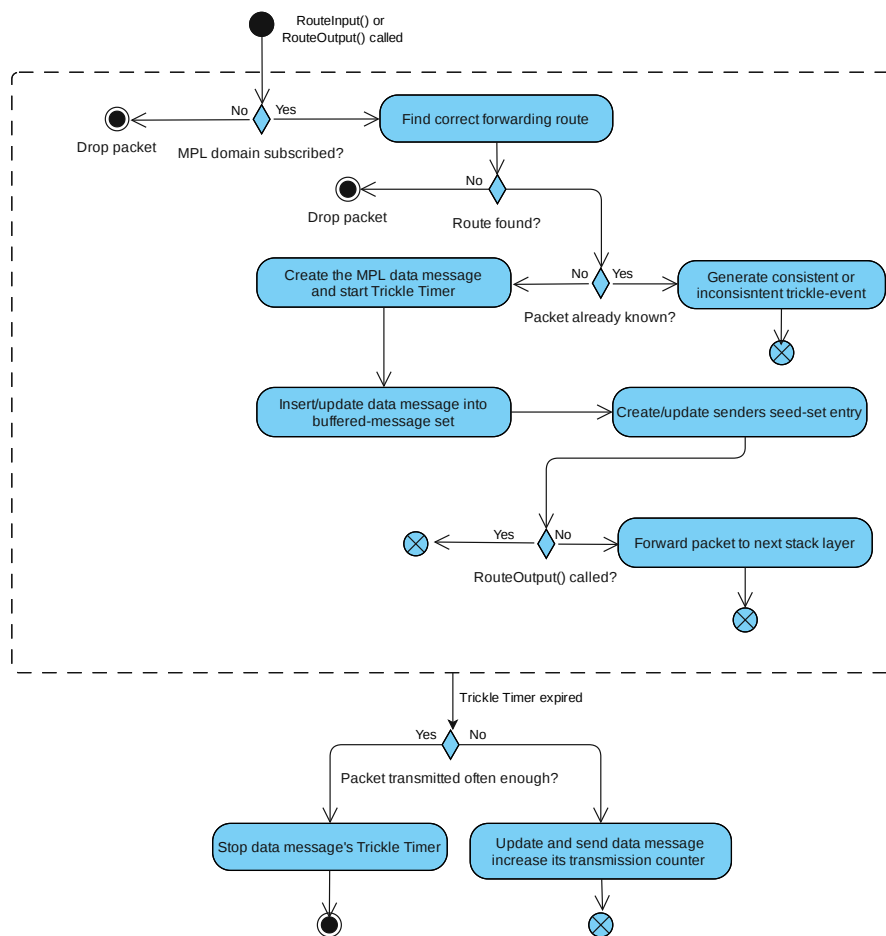 RouteInput() or
RouteOutput() called
No
Yes
Find correct forwarding route
Drop packet
MPL domain subscribed?
No
Drop packet
Route found?
Create the MPL data message
and start Trickle Timer
No
Yes
Generate consistent or
inconsisntent trickle-event
Packet already known?
Insert/update data message into
buffered-message set
Create/update senders seed-set entry
Yes
No
Forward packet to next stack layer
RouteOutput() called?
Trickle Timer expired
Yes
No
Packet transmitted often enough?
Stop data message's Trickle Timer
Update and send data message
increase its transmission counter